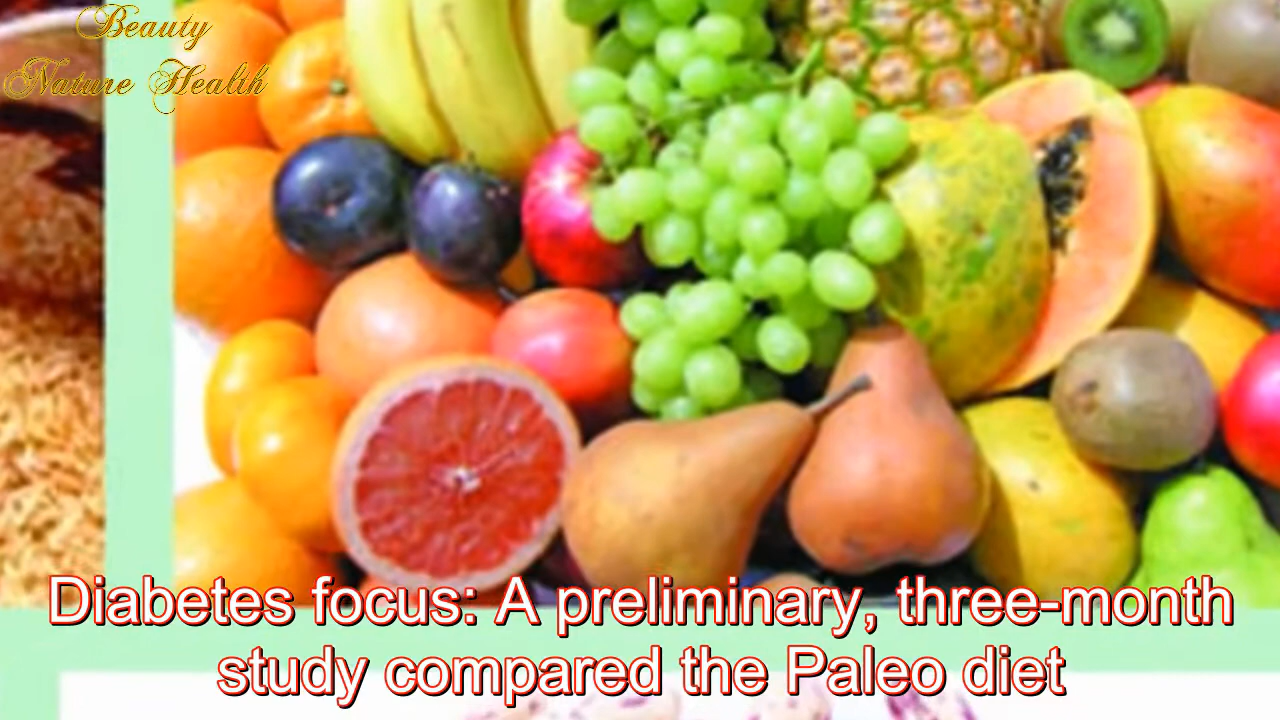 Beauty
Nature Health
Diabetes focus: A preliminary, three-month
study compared the Paleo diet